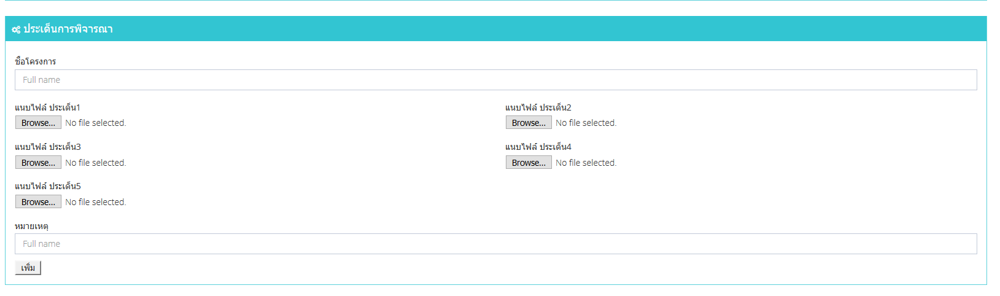 ประเด็นการพิจารณา
ชื่อโครงการ
Full name
แนบไฟล์ ประเด็น1 แนบไฟล์ ประเด็น2
Browse... No file selected. Browse... No file selected.
แนบไฟล์ ประเด็น3 แนบไฟล์ ประเด็น4
Browse... No file selected. Browse... No file selected.
แนบไฟล์ ประเด็น5
Browse... No file selected.
หมายเหตุ
Full name
เพิ่ม